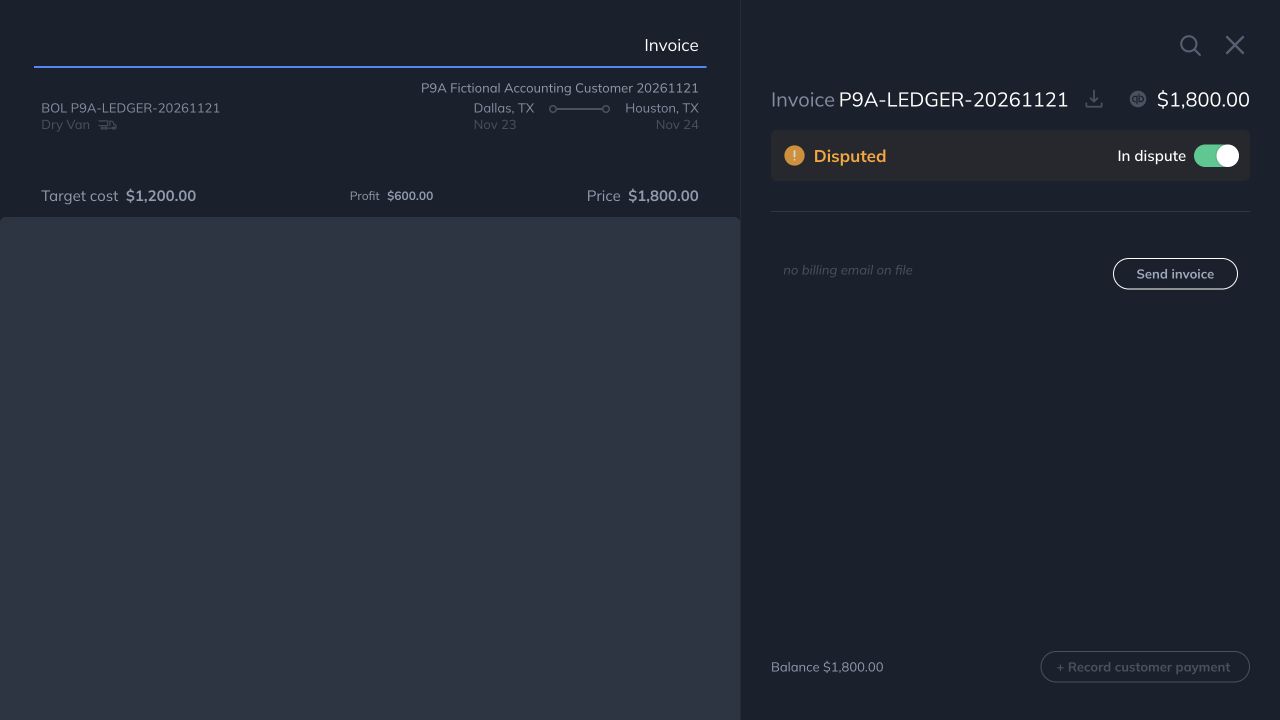 Invoice
P9A Fictional Accounting Customer 20261121
BOL P9A-LEDGER-20261121
Dallas, TX Houston, TX
Dry Van
Nov 23 Nov 24
Target cost $1,200.00 Profit $600.00 Price $1,800.00
Invoice P9A-LEDGER-20261121 qb $1,800.00
! Disputed In dispute
no billing email on file
Send invoice
Balance $1,800.00
+ Record customer payment